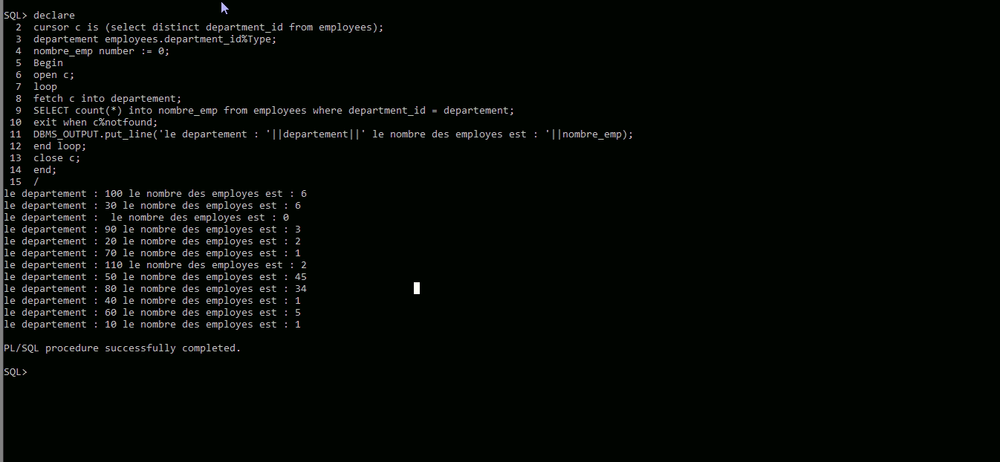 SQL> declare
2 cursor c is (select distinct department_id from employees);
3 departement employees.department_id%Type;
4 nombre_emp number := 0;
5 Begin
6 open c;
7 loop
8 fetch c into departement;
9 SELECT count(*) into nombre_emp from employees where department_id = departement;
10 exit when c%notfound;
11 DBMS_OUTPUT.put_line('le departement : '||departement||' le nombre des employes est : '||nombre_emp);
12 end loop;
13 close c;
14 end;
15 /
le departement : 100 le nombre des employes est : 6
le departement : 30 le nombre des employes est : 6
le departement :  le nombre des employes est : 0
le departement : 90 le nombre des employes est : 3
le departement : 20 le nombre des employes est : 2
le departement : 70 le nombre des employes est : 1
le departement : 110 le nombre des employes est : 2
le departement : 50 le nombre des employes est : 45
le departement : 80 le nombre des employes est : 34
le departement : 40 le nombre des employes est : 1
le departement : 60 le nombre des employes est : 5
le departement : 10 le nombre des employes est : 1
PL/SQL procedure successfully completed.
SQL>